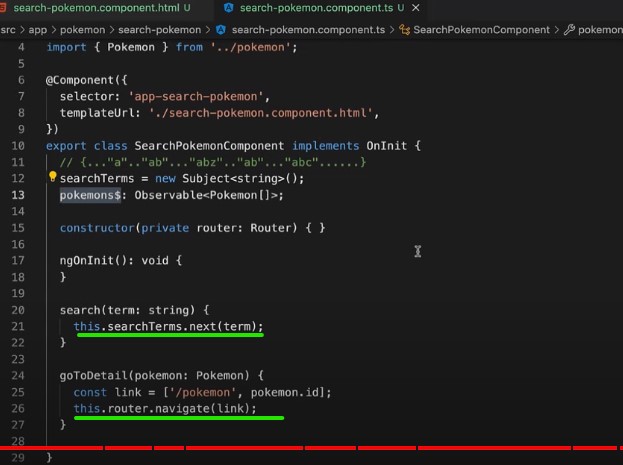 search-pokemon.component.html U
search-pokemon.component.ts U ×
src > app > pokemon > search-pokemon > search-pokemon.component.ts > SearchPokemonComponent > pokemon
4 import { Pokemon } from '../pokemon';
5
6 @Component({
7 selector: 'app-search-pokemon',
8 templateUrl: './search-pokemon.component.html',
9 })
10 export class SearchPokemonComponent implements OnInit {
11 // {..."a".."ab"..."abz".."ab"..."abc"......}
12 searchTerms = new Subject<string>();
13 pokemons$: Observable<Pokemon[]>;
14
15 constructor(private router: Router) { }
16
17 ngOnInit(): void {
18 }
19
20 search(term: string) {
21 this.searchTerms.next(term);
22 }
23
24 goToDetail(pokemon: Pokemon) {
25 const link = ['/pokemon', pokemon.id];
26 this.router.navigate(link);
27 }
28
29 }